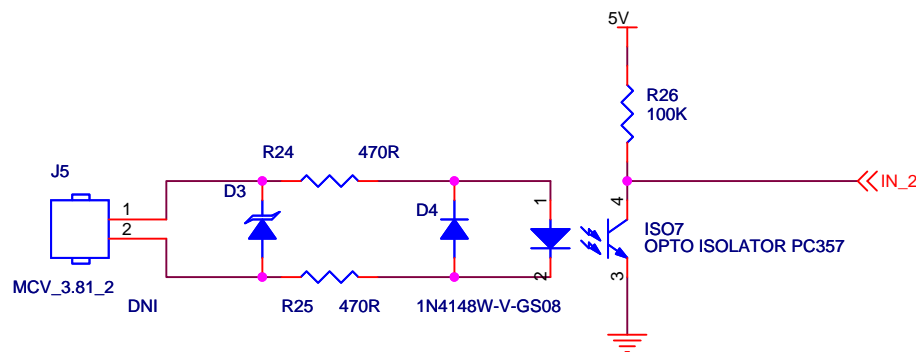 5V
R26
100K
R24 470R
J5
D3
IN_2
1
2
D4
1
4
ISO7
OPTO ISOLATOR PC357
2
3
MCV_3.81_2
DNI
R25 470R
1N4148W-V-GS08